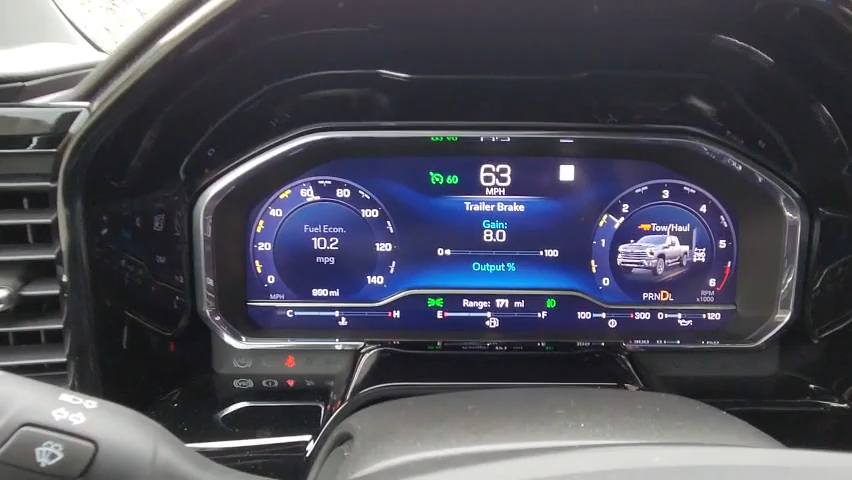 60
63
MPH
Trailer Brake
Gain:
8.0
0 100
Output %
0
20
40
60
80
100
120
140
MPH
Fuel Econ.
10.2
mpg
990 mi
0
1
2
3
4
5
6
Tow/Haul
PRNDL
RPM
x1000
Range: 171 mi
C H
E F
100 300
0 120